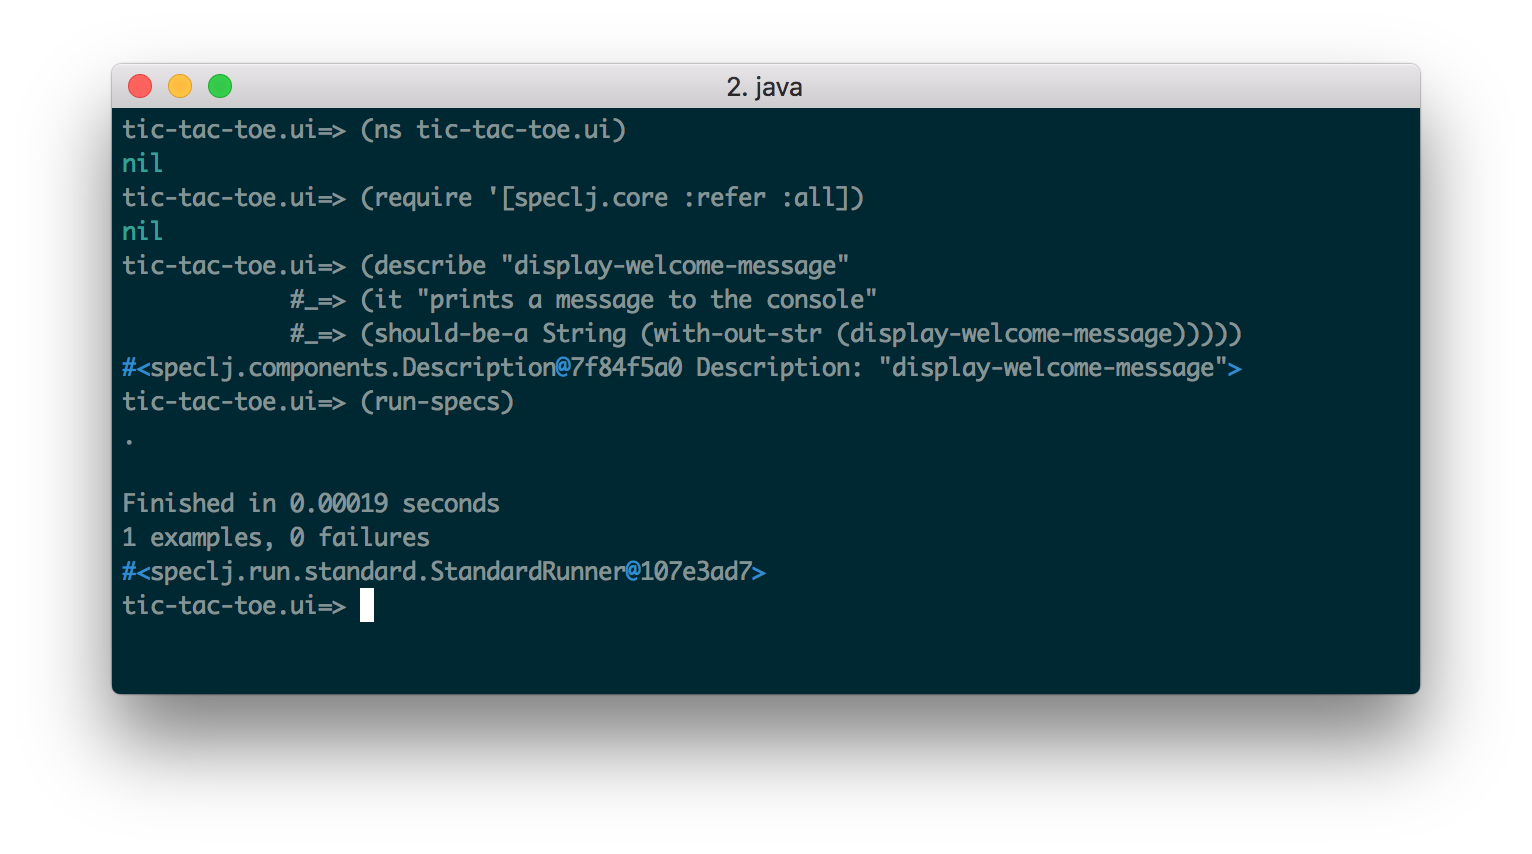 2. java
tic-tac-toe.ui=> (ns tic-tac-toe.ui)
nil
tic-tac-toe.ui=> (require '[speclj.core :refer :all])
nil
tic-tac-toe.ui=> (describe "display-welcome-message"
            #_=> (it "prints a message to the console"
            #_=> (should-be-a String (with-out-str (display-welcome-message)))))
#<speclj.components.Description@7f84f5a0 Description: "display-welcome-message">
tic-tac-toe.ui=> (run-specs)
.
Finished in 0.00019 seconds
1 examples, 0 failures
#<speclj.run.standard.StandardRunner@107e3ad7>
tic-tac-toe.ui=>